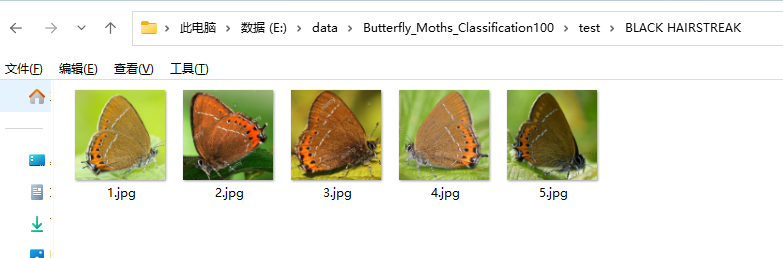 此电脑 > 数据 (E:) > data > Butterfly_Moths_Classification100 > test > BLACK HAIRSTREAK
文件(F) 编辑(E) 查看(V) 工具(T)
1.jpg 2.jpg 3.jpg 4.jpg 5.jpg